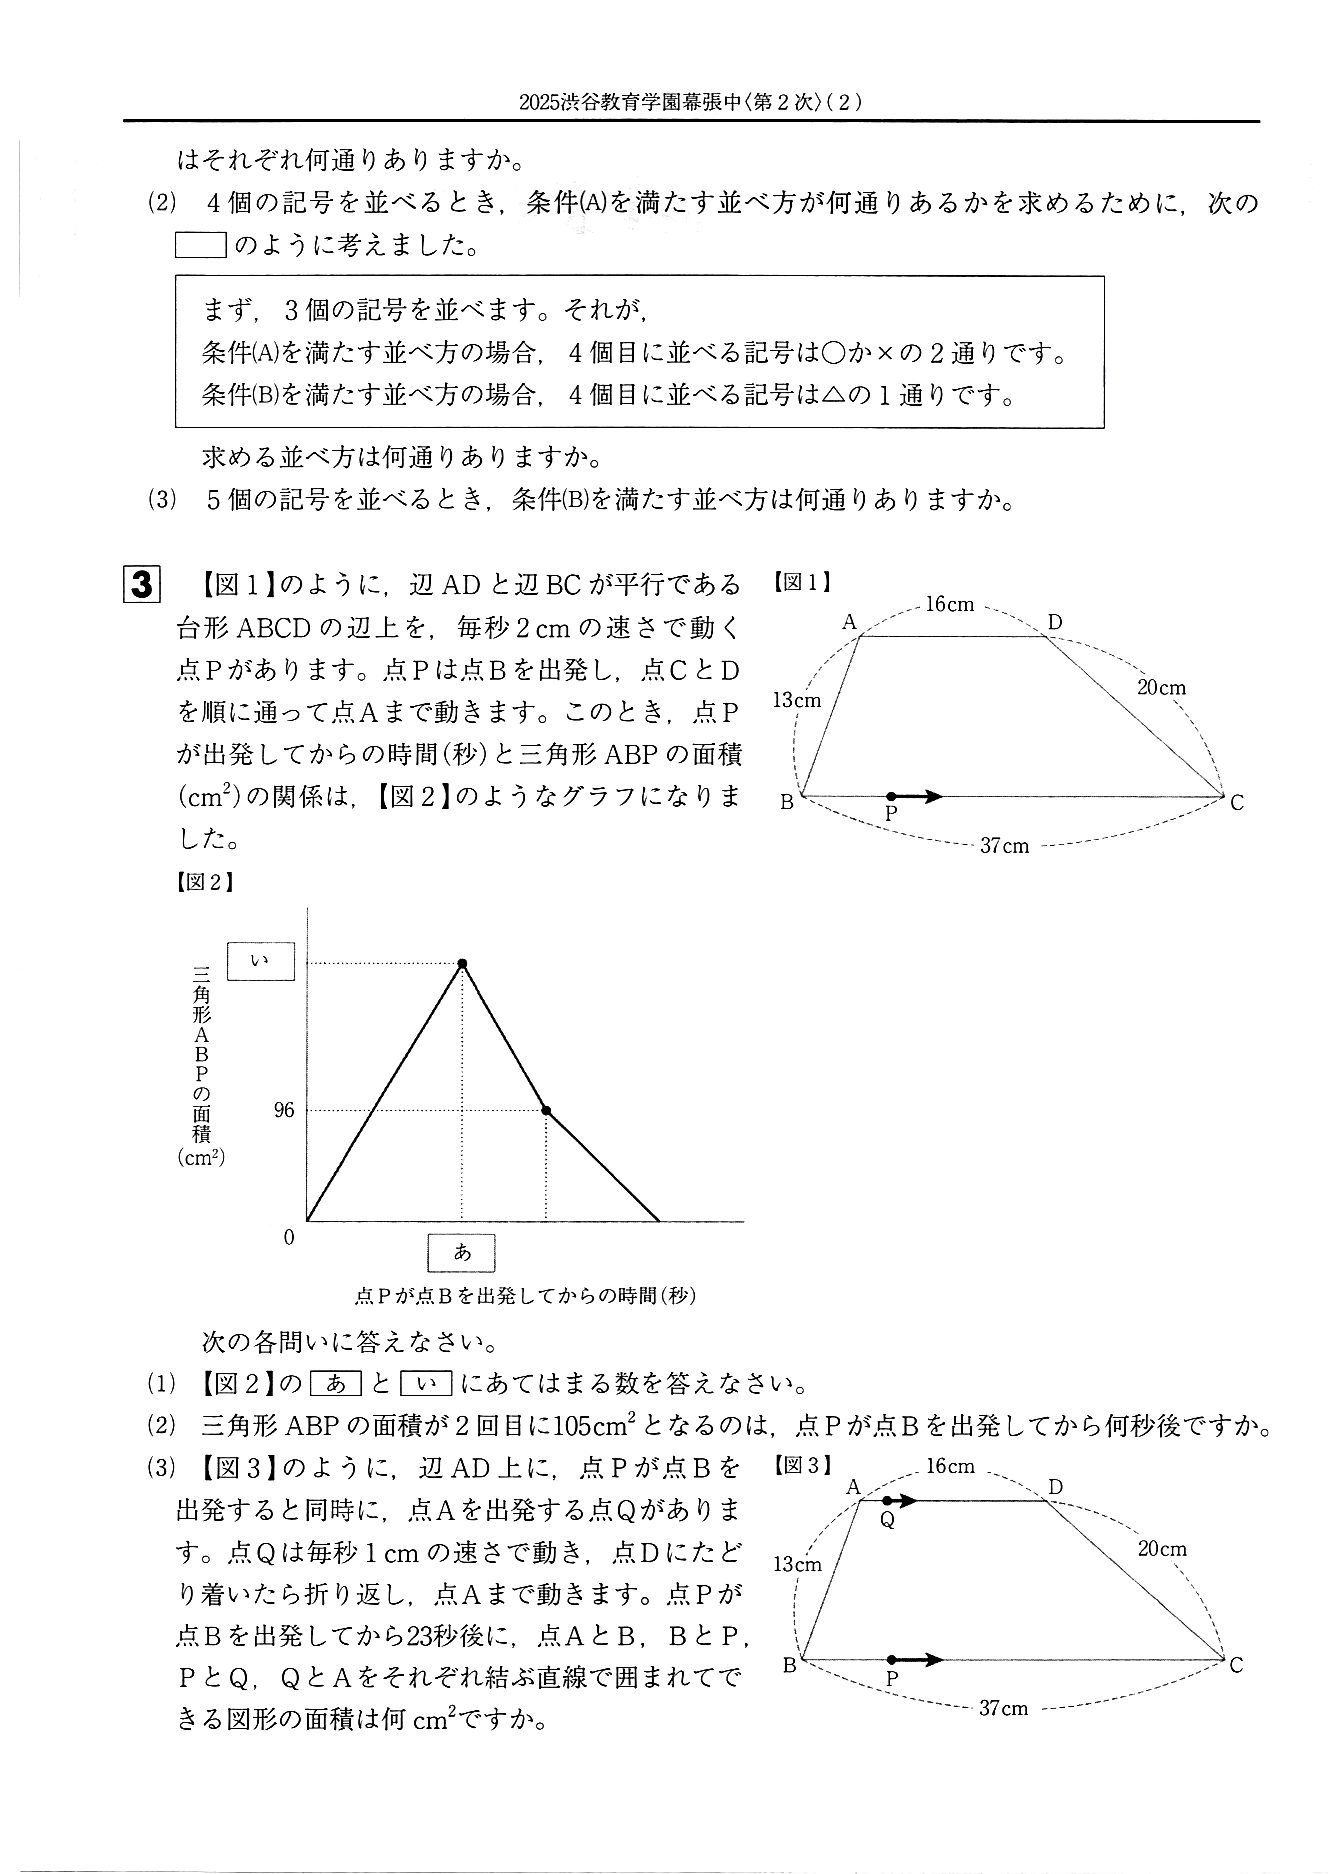 2025渋谷教育学園幕張中〈第2次〉(2)
はそれぞれ何通りありますか。
(2) 4個の記号を並べるとき，条件(A)を満たす並べ方が何通りあるかを求めるために，次の
のように考えました。
まず，3個の記号を並べます。それが，
条件(A)を満たす並べ方の場合，4個目に並べる記号は○か×の2通りです。
条件(B)を満たす並べ方の場合，4個目に並べる記号は△の1通りです。
求める並べ方は何通りありますか。
(3) 5個の記号を並べるとき，条件(B)を満たす並べ方は何通りありますか。
3 【図1】のように，辺ADと辺BCが平行である
台形ABCDの辺上を，毎秒2cmの速さで動く
点Pがあります。点Pは点Bを出発し，点CとD
を順に通って点Aまで動きます。このとき，点P
が出発してからの時間(秒)と三角形ABPの面積
(cm²)の関係は，【図2】のようなグラフになりま
した。
【図1】
16cm
A
D
13cm
20cm
B
P
C
37cm
【図2】
い
三角形ABPの面積(cm²)
96
0
あ
点Pが点Bを出発してからの時間(秒)
次の各問いに答えなさい。
(1) 【図2】の あ と い にあてはまる数を答えなさい。
(2) 三角形ABPの面積が2回目に105cm²となるのは，点Pが点Bを出発してから何秒後ですか。
(3) 【図3】のように，辺AD上に，点Pが点Bを
出発すると同時に，点Aを出発する点Qがありま
す。点Qは毎秒1cmの速さで動き，点Dにたど
り着いたら折り返し，点Aまで動きます。点Pが
点Bを出発してから23秒後に，点AとB，BとP，
PとQ，QとAをそれぞれ結ぶ直線で囲まれてで
きる図形の面積は何cm²ですか。
【図3】
16cm
A
D
Q
13cm
20cm
B
P
C
37cm